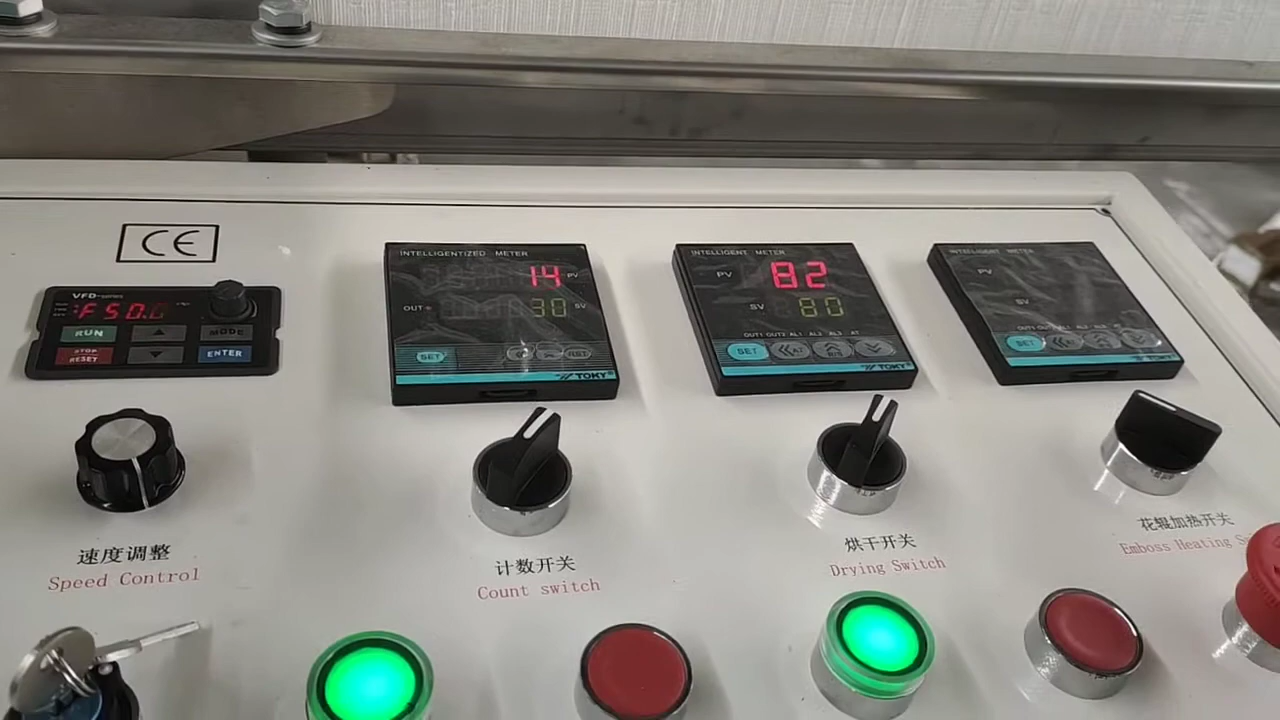 CE
VFD-series
F50.0
RUN
MODE
STOP
RESET
ENTER
速度调整
Speed Control
INTELLIGENTIZED METER
14 PV
OUT 30 SV
SET
RST
TOKY
计数开关
Count switch
INTELLIGENT METER
PV 82
SV 80
OUT1 OUT2 AL1 AL2 AL3 AT
SET
R/S
TOKY
烘干开关
Drying Switch
INTELLIGENT METER
PV
SV
SET
花辊加热开关
Emboss Heating